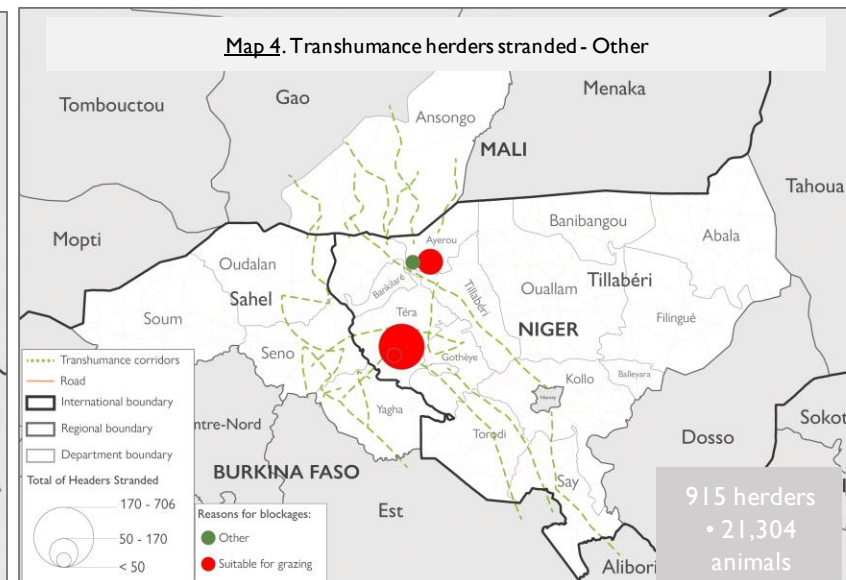 Map 4. Transhumance herders stranded - Other
Tombouctou
Gao
Menaka
Ansongo
MALI
Tahoua
Mopti
Banibangou
Abala
Ayerou
Oudalan
Bankilaré
Tillabéri
Ouallam
Tillabéri
Sahel
Soum
Téra
NIGER
Filingué
Seno
Gothèye
Kollo
Balleyara
Niamey
Yagha
Torodi
Dosso
Sokot
ntre-Nord
Say
BURKINA FASO
Est
Alibori
Transhumance corridors
Road
International boundary
Regional boundary
Department boundary
Total of Headers Stranded
170 - 706
50 - 170
< 50
Reasons for blockages:
Other
Suitable for grazing
915 herders
• 21,304
animals